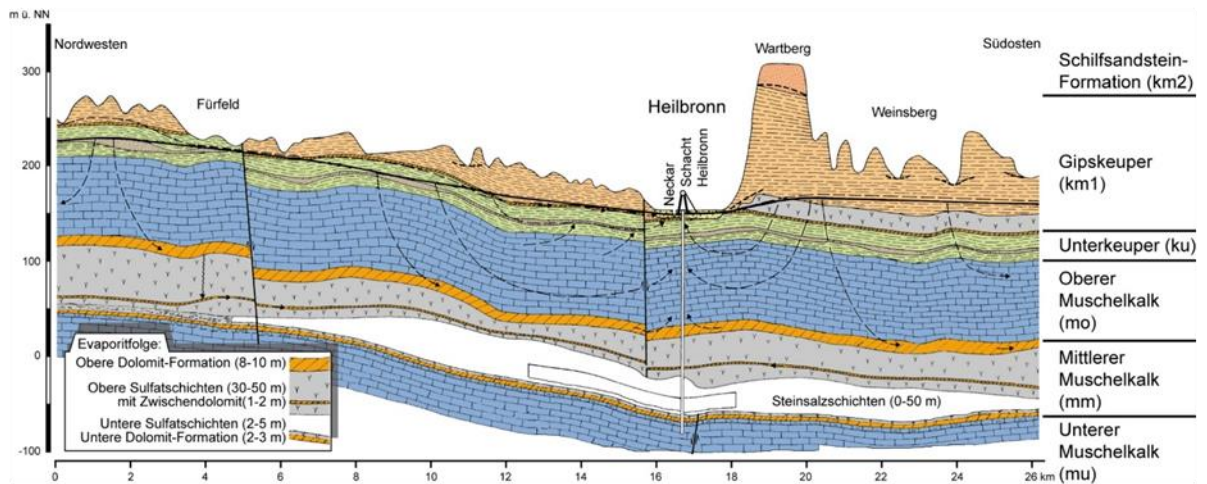 m ü. NN
Nordwesten
Fürfeld
Heilbronn
Neckar
Schacht
Heilbronn
Wartberg
Weinsberg
Südosten
300
200
100
0
-100
Schilfsandstein-
Formation (km2)
Gipskeuper
(km1)
Unterkeuper (ku)
Oberer
Muschelkalk
(mo)
Mittlerer
Muschelkalk
(mm)
Unterer
Muschelkalk
(mu)
Steinsalzschichten (0-50 m)
Evaporitfolge:
Obere Dolomit-Formation (8-10 m)
Obere Sulfatschichten (30-50 m)
mit Zwischendolomit(1-2 m)
Untere Sulfatschichten (2-5 m)
Untere Dolomit-Formation (2-3 m)
0 2 4 6 8 10 12 14 16 18 20 22 24 26 km